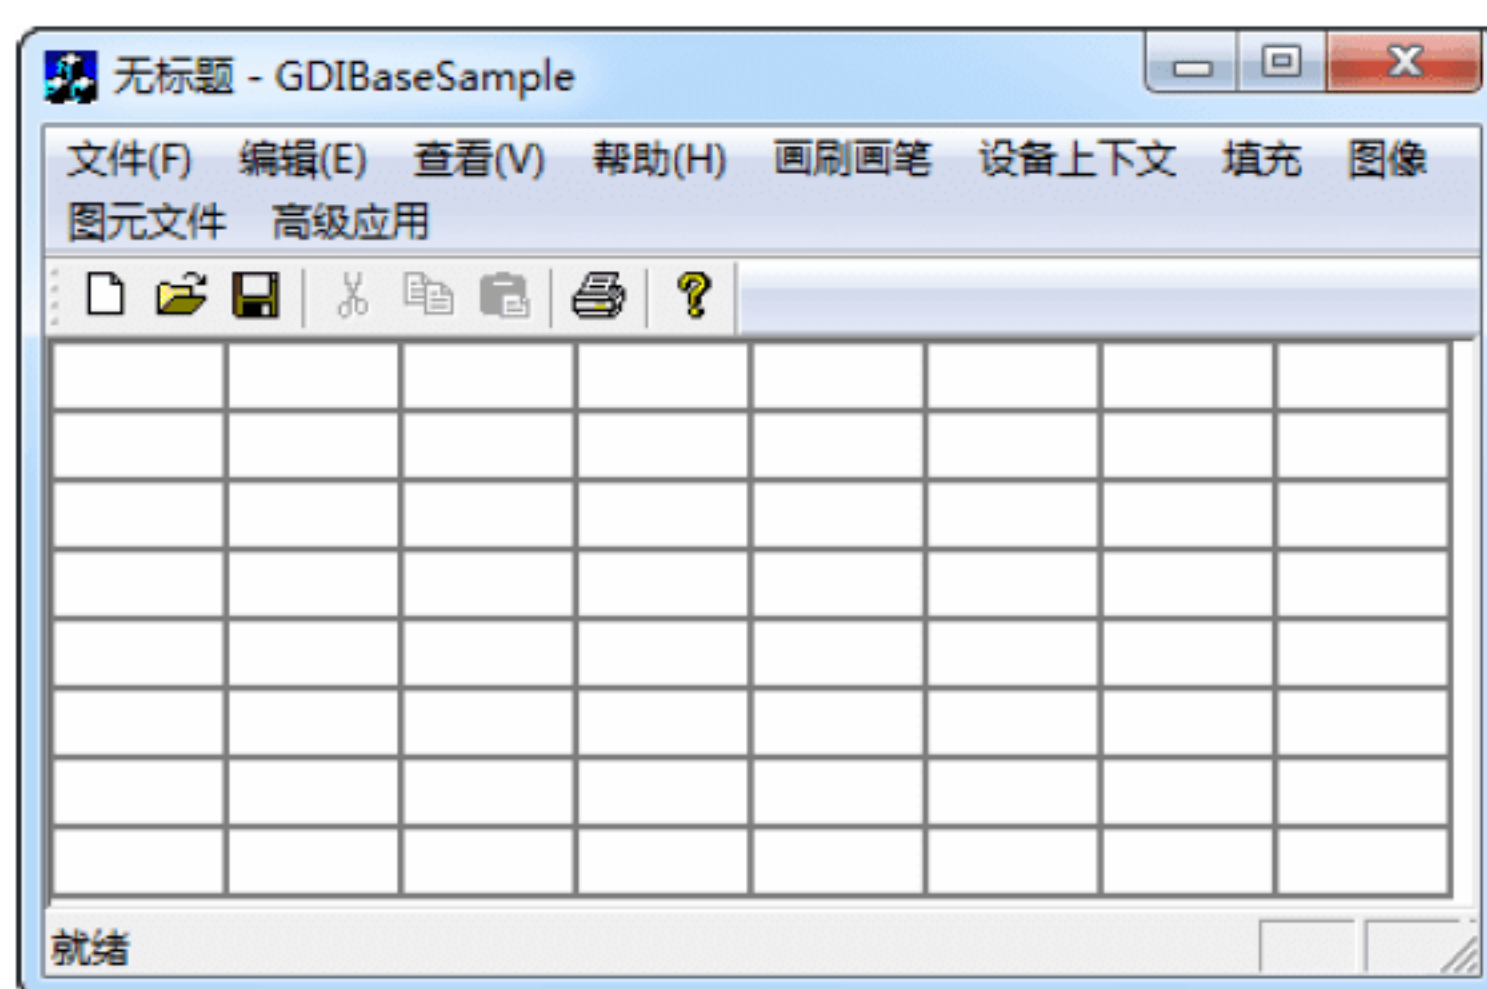 无标题 - GDIBaseSample
文件(F) 编辑(E) 查看(V) 帮助(H) 画刷画笔 设备上下文 填充 图像
图元文件 高级应用
就绪